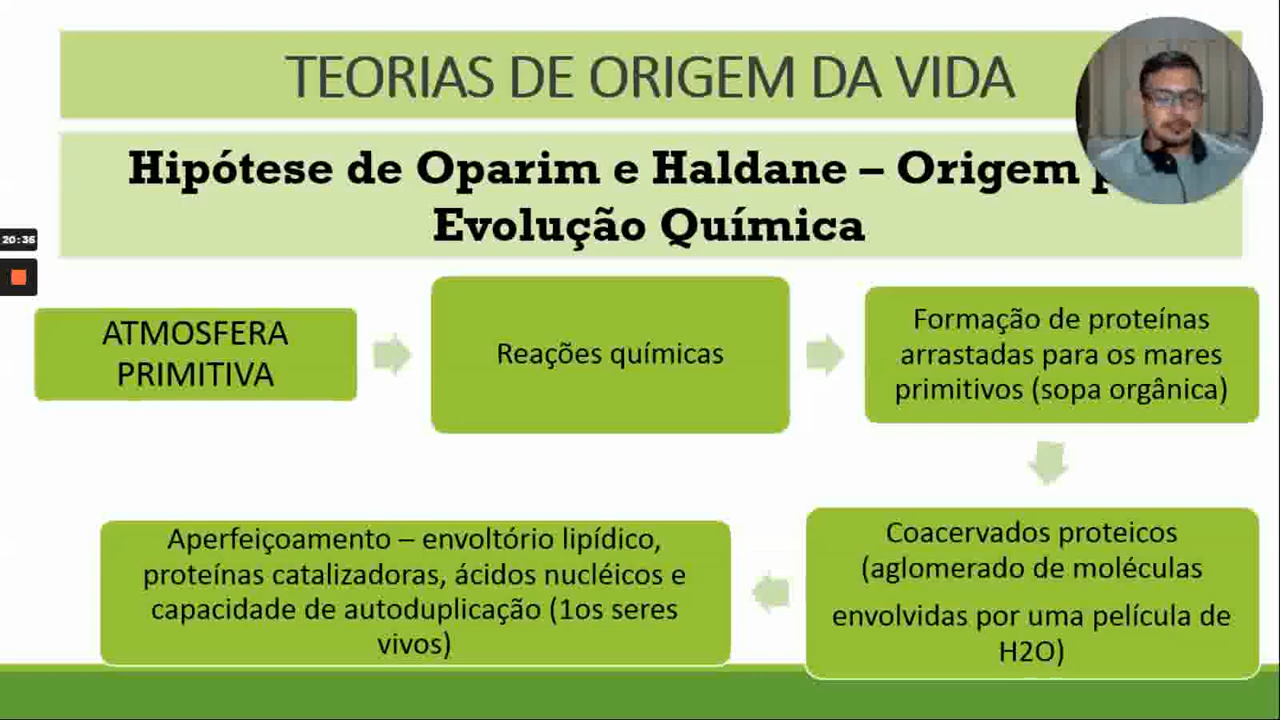 TEORIAS DE ORIGEM DA VIDA
Hipótese de Oparim e Haldane – Origem
Evolução Química
20:36
ATMOSFERA
PRIMITIVA
Reações químicas
Formação de proteínas
arrastadas para os mares
primitivos (sopa orgânica)
Aperfeiçoamento – envoltório lipídico,
proteínas catalizadoras, ácidos nucléicos e
capacidade de autoduplicação (1os seres
vivos)
Coacervados proteicos
(aglomerado de moléculas
envolvidas por uma película de
H2O)